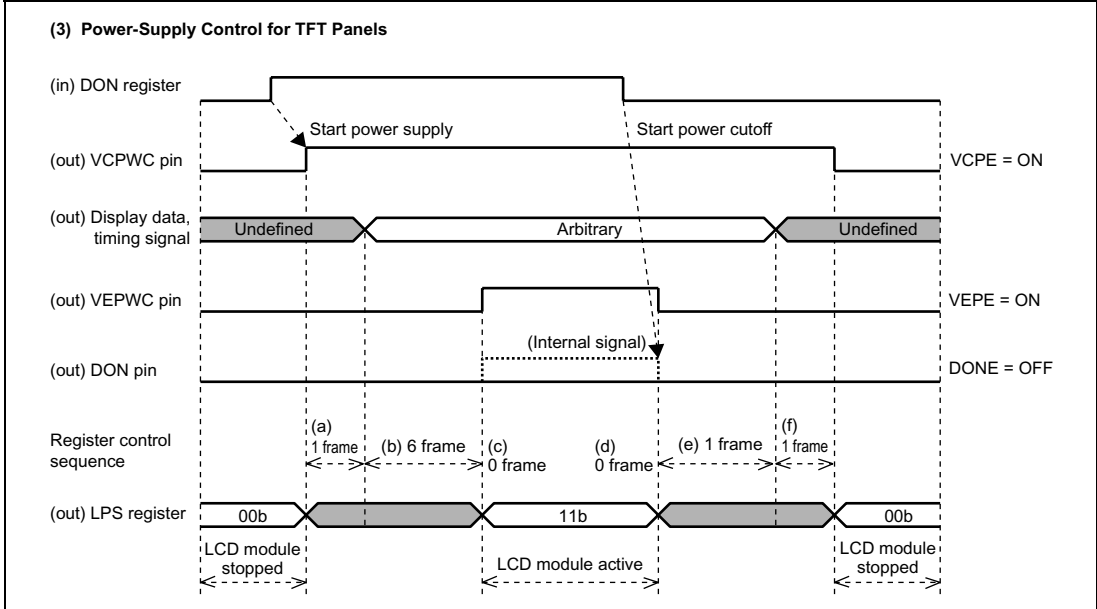 (3) Power-Supply Control for TFT Panels
(in) DON register
Start power supply
Start power cutoff
(out) VCPWC pin
VCPE = ON
(out) Display data,
timing signal
Undefined
Arbitrary
Undefined
(out) VEPWC pin
VEPE = ON
(Internal signal)
(out) DON pin
DONE = OFF
Register control
sequence
(a)
1 frame
(b) 6 frame
(c)
0 frame
(d)
0 frame
(e) 1 frame
(f)
1 frame
(out) LPS register
00b
11b
00b
LCD module
stopped
LCD module active
LCD module
stopped